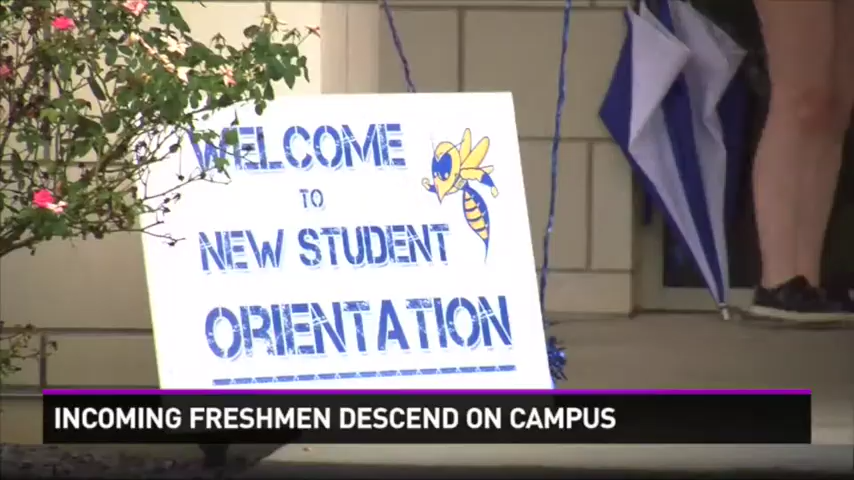 WELCOME
TO
NEW STUDENT
ORIENTATION
INCOMING FRESHMEN DESCEND ON CAMPUS